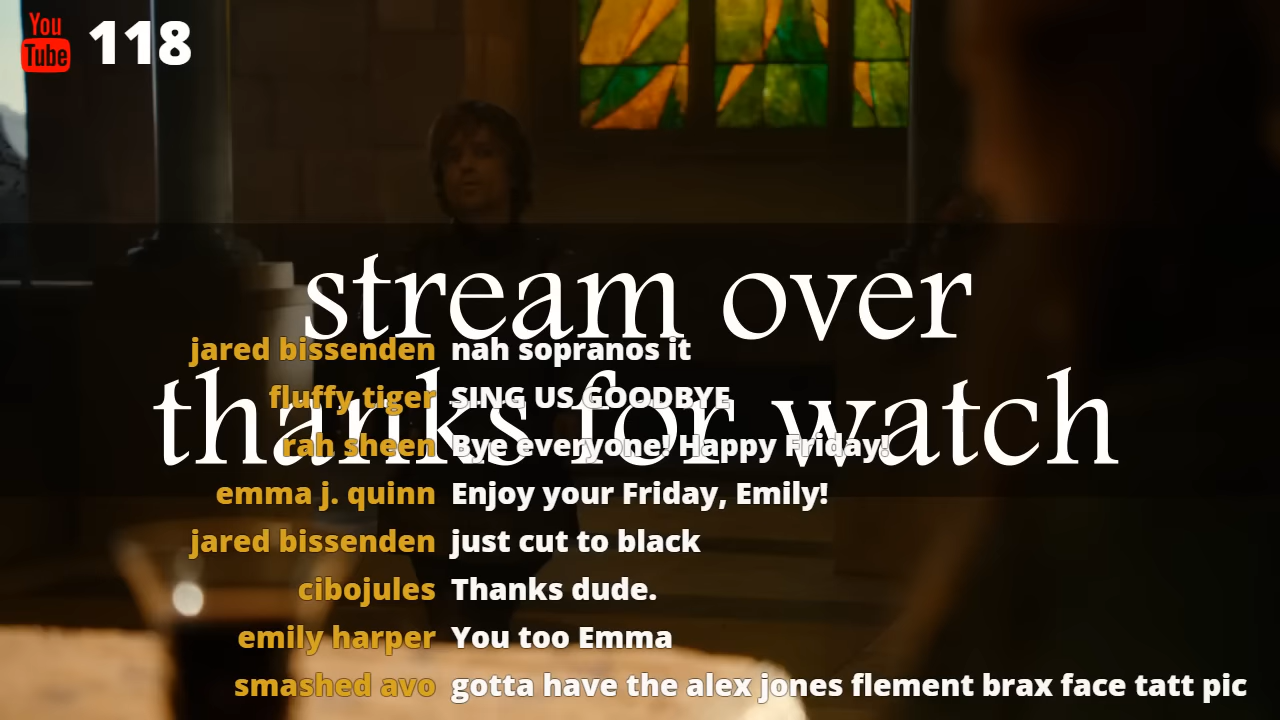 You
Tube 118
stream over
thanks for watch
jared bissenden nah sopranos it
fluffy tiger SING US GOODBYE
rah sheen Bye everyone! Happy Friday!
emma j. quinn Enjoy your Friday, Emily!
jared bissenden just cut to black
cibojules Thanks dude.
emily harper You too Emma
smashed avo gotta have the alex jones flement brax face tatt pic